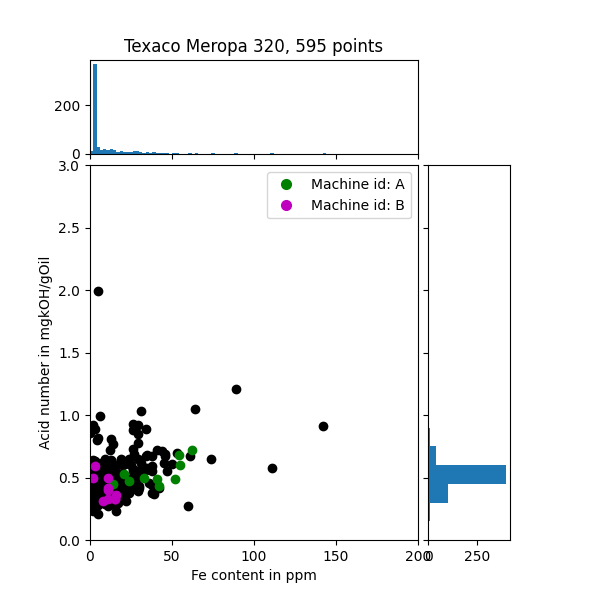 Texaco Meropa 320, 595 points
200
0
3.0
2.5
2.0
1.5
1.0
0.5
0.0
Acid number in mgkOH/gOil
Machine id: A
Machine id: B
0 50 100 150 200
0 250
Fe content in ppm